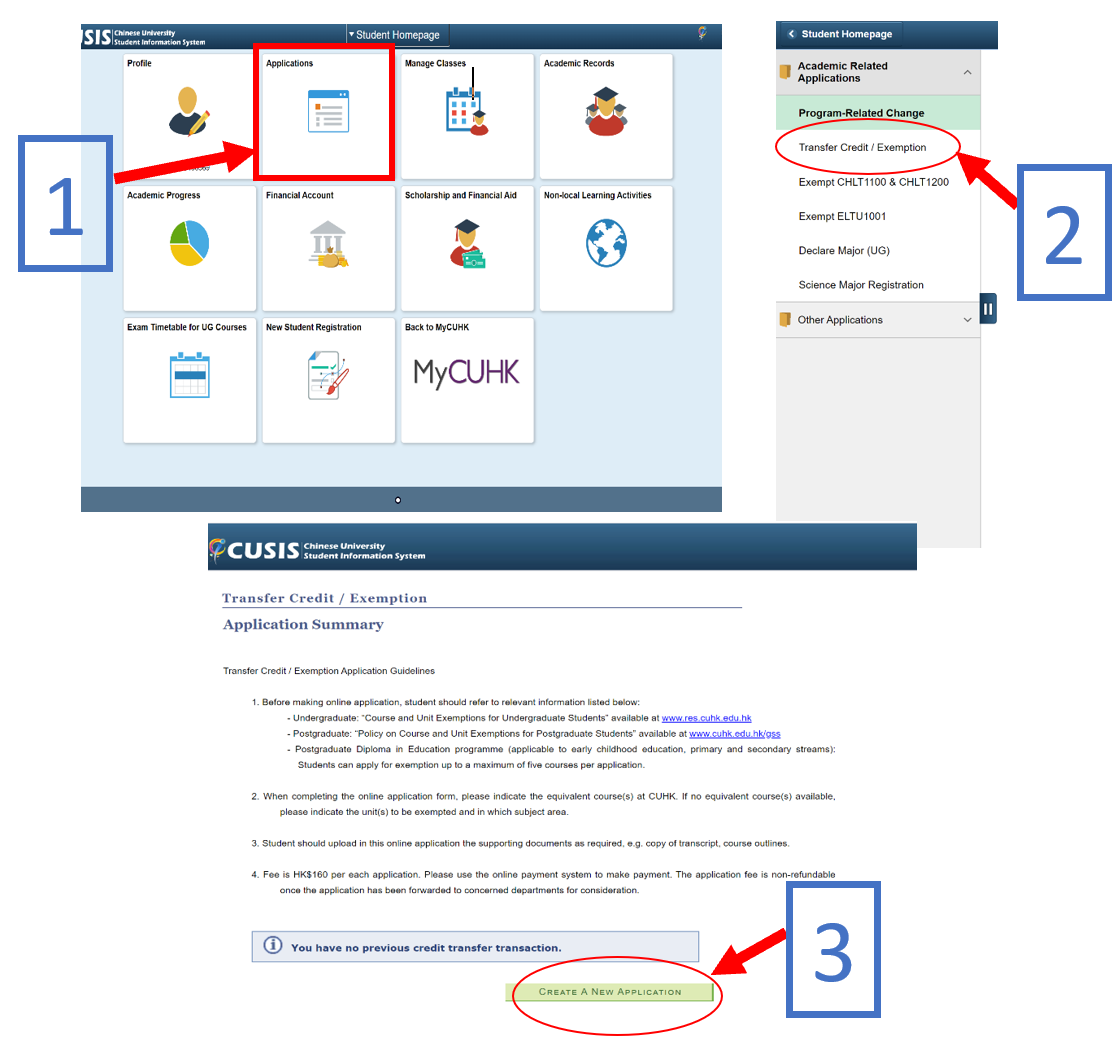 SIS Chinese University
Student Information System
Student Homepage
Profile
Applications
Manage Classes
Academic Records
1
Academic Progress
Financial Account
Scholarship and Financial Aid
Non-local Learning Activities
Exam Timetable for UG Courses
New Student Registration
Back to MyCUHK
MyCUHK
Student Homepage
Academic Related
Applications
Program-Related Change
Transfer Credit / Exemption
Exempt CHLT1100 & CHLT1200
Exempt ELTU1001
Declare Major (UG)
Science Major Registration
Other Applications
2
CUSIS Chinese University
Student Information System
Transfer Credit / Exemption
Application Summary
Transfer Credit / Exemption Application Guidelines
1. Before making online application, student should refer to relevant information listed below:
- Undergraduate: “Course and Unit Exemptions for Undergraduate Students” available at www.res.cuhk.edu.hk
- Postgraduate: “Policy on Course and Unit Exemptions for Postgraduate Students” available at www.cuhk.edu.hk/gss
- Postgraduate Diploma in Education programme (applicable to early childhood education, primary and secondary streams):
Students can apply for exemption up to a maximum of five courses per application.
2. When completing the online application form, please indicate the equivalent course(s) at CUHK. If no equivalent course(s) available,
please indicate the unit(s) to be exempted and in which subject area.
3. Student should upload in this online application the supporting documents as required, e.g. copy of transcript, course outlines.
4. Fee is HK$160 per each application. Please use the online payment system to make payment. The application fee is non-refundable
once the application has been forwarded to concerned departments for consideration.
You have no previous credit transfer transaction.
CREATE A NEW APPLICATION
3